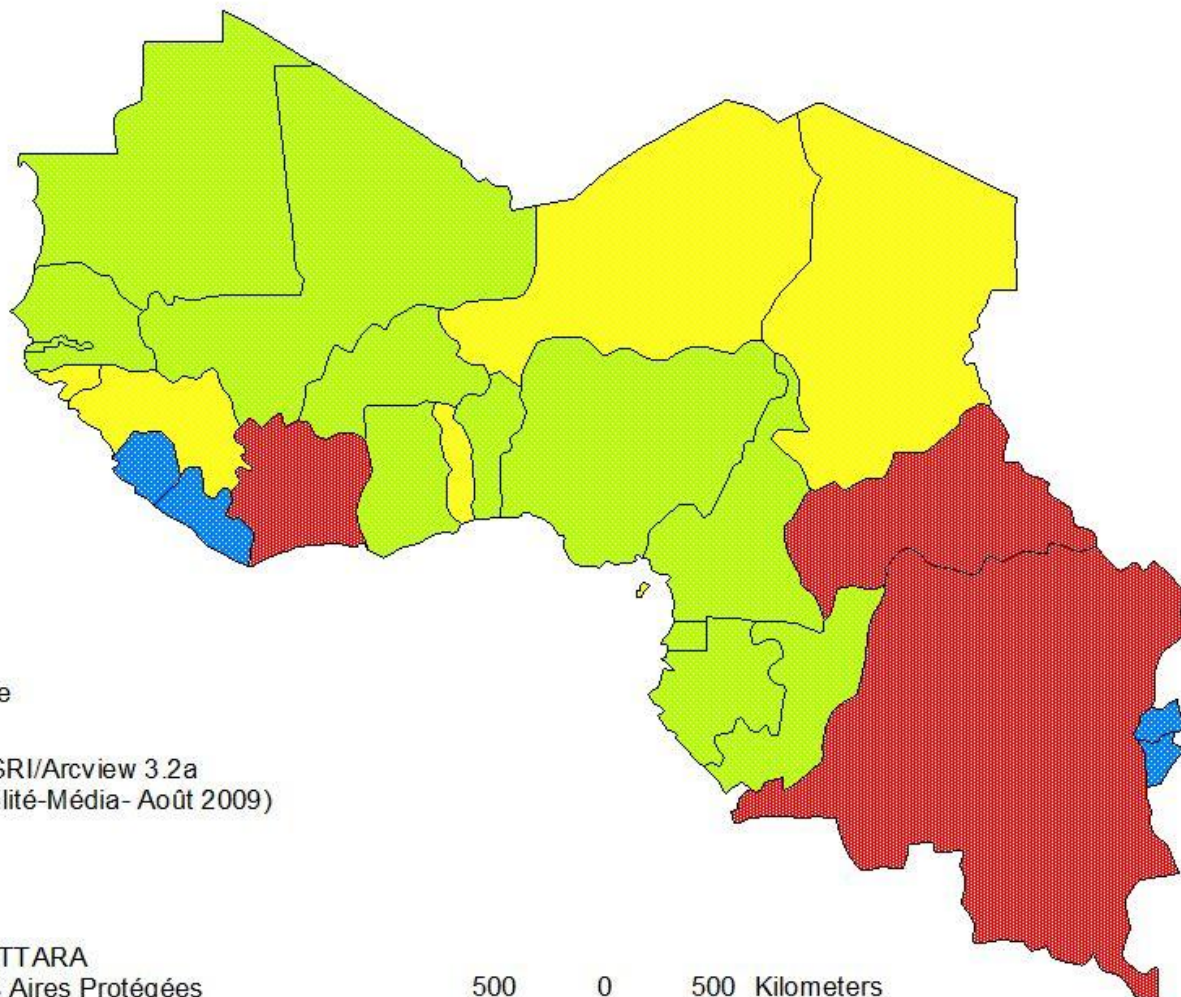 e
SRI/Arcview 3.2a
lité-Média- Août 2009)
TTARA
Aires Protégées
500 0 500 Kilometers